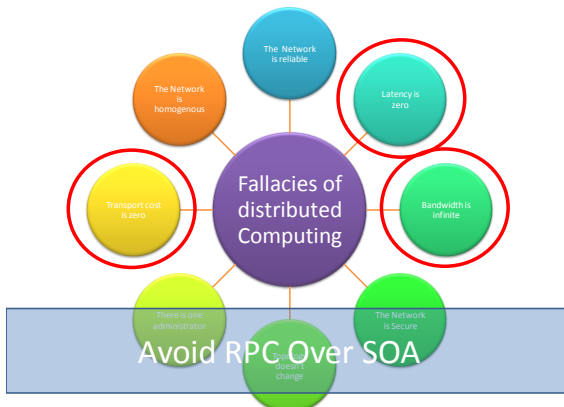 The Network
is reliable
The Network
is
homogenous
Latency is
zero
Fallacies of
distributed
Computing
Transport cost
is zero
Bandwidth is
infinite
There is one
administrator
The Network
is Secure
Avoid RPC Over SOA
doesn't
change